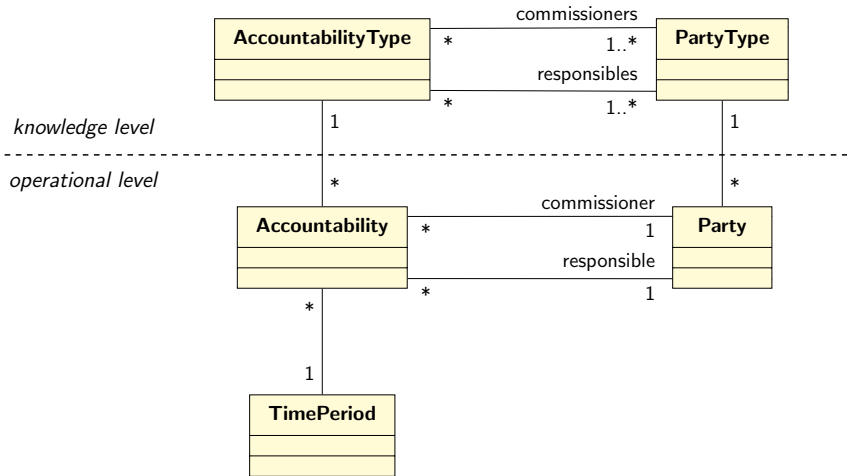 commissioners
AccountabilityType
*
1..*
PartyType
responsibles
*
1..*
knowledge level
1
1
operational level
*
*
commissioner
Accountability
*
1
Party
responsible
*
1
*
1
TimePeriod